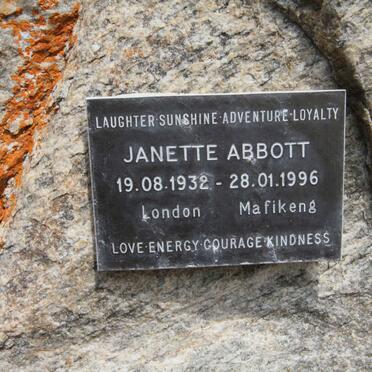 LAUGHTER·SUNSHINE·ADVENTURE·LOYALTY
JANETTE ABBOTT
19.08.1932 - 28.01.1996
London Mafikeng
LOVE·ENERGY·COURAGE·KINDNESS